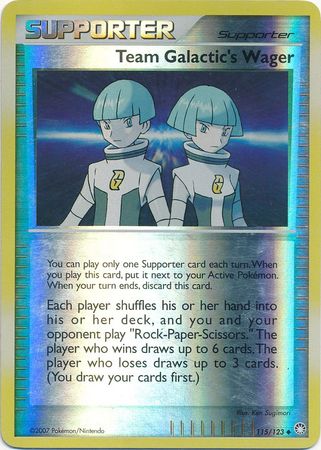 SUPPORTER Supporter
Team Galactic's Wager
G G
You can play only one Supporter card each turn. When
you play this card, put it next to your Active Pokémon.
When your turn ends, discard this card.
Each player shuffles his or her hand into
his or her deck, and you and your
opponent play "Rock-Paper-Scissors." The
player who wins draws up to 6 cards. The
player who loses draws up to 3 cards.
(You draw your cards first.)
Illus. Ken Sugimori
©2007 Pokémon/Nintendo 115/123